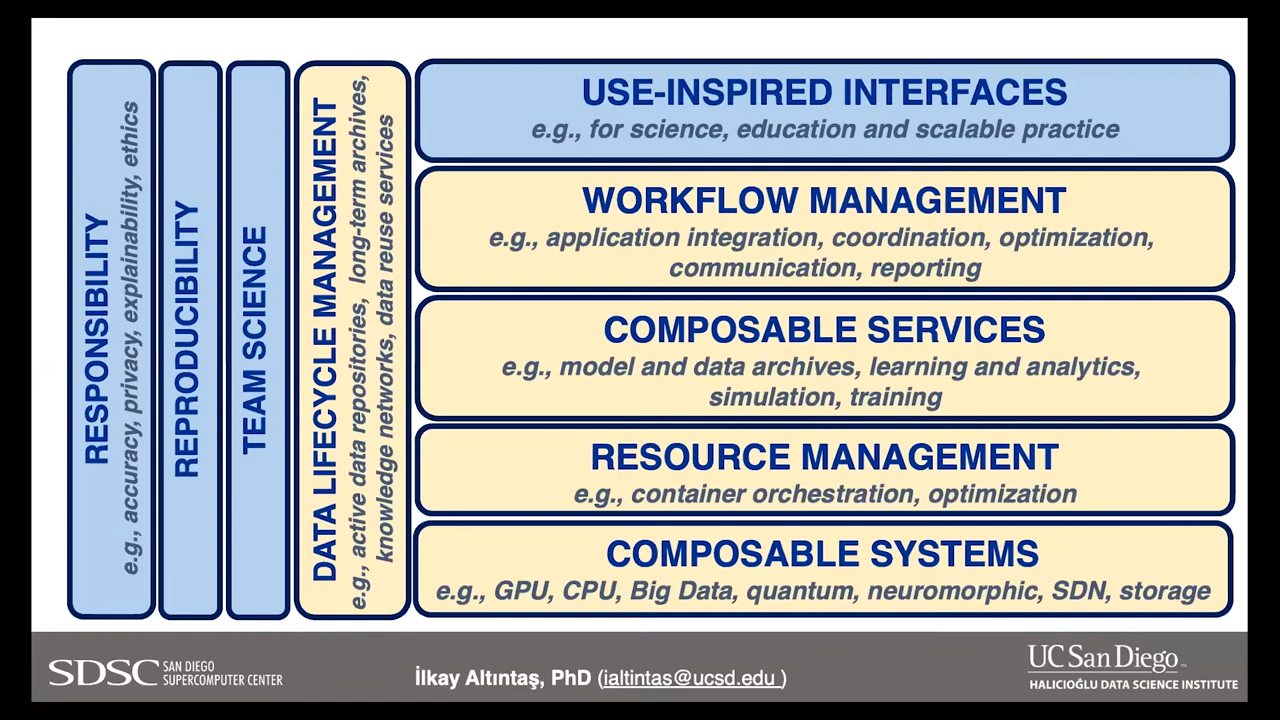 RESPONSIBILITY
e.g., accuracy, privacy, explainability, ethics
REPRODUCIBILITY
TEAM SCIENCE
DATA LIFECYCLE MANAGEMENT
e.g., active data repositories, long-term archives,
knowledge networks, data reuse services
USE-INSPIRED INTERFACES
e.g., for science, education and scalable practice
WORKFLOW MANAGEMENT
e.g., application integration, coordination, optimization,
communication, reporting
COMPOSABLE SERVICES
e.g., model and data archives, learning and analytics,
simulation, training
RESOURCE MANAGEMENT
e.g., container orchestration, optimization
COMPOSABLE SYSTEMS
e.g., GPU, CPU, Big Data, quantum, neuromorphic, SDN, storage
SDSC SAN DIEGO
SUPERCOMPUTER CENTER
İlkay Altıntaş, PhD (ialtintas@ucsd.edu )
UC San Diego™
HALICIOĞLU DATA SCIENCE INSTITUTE